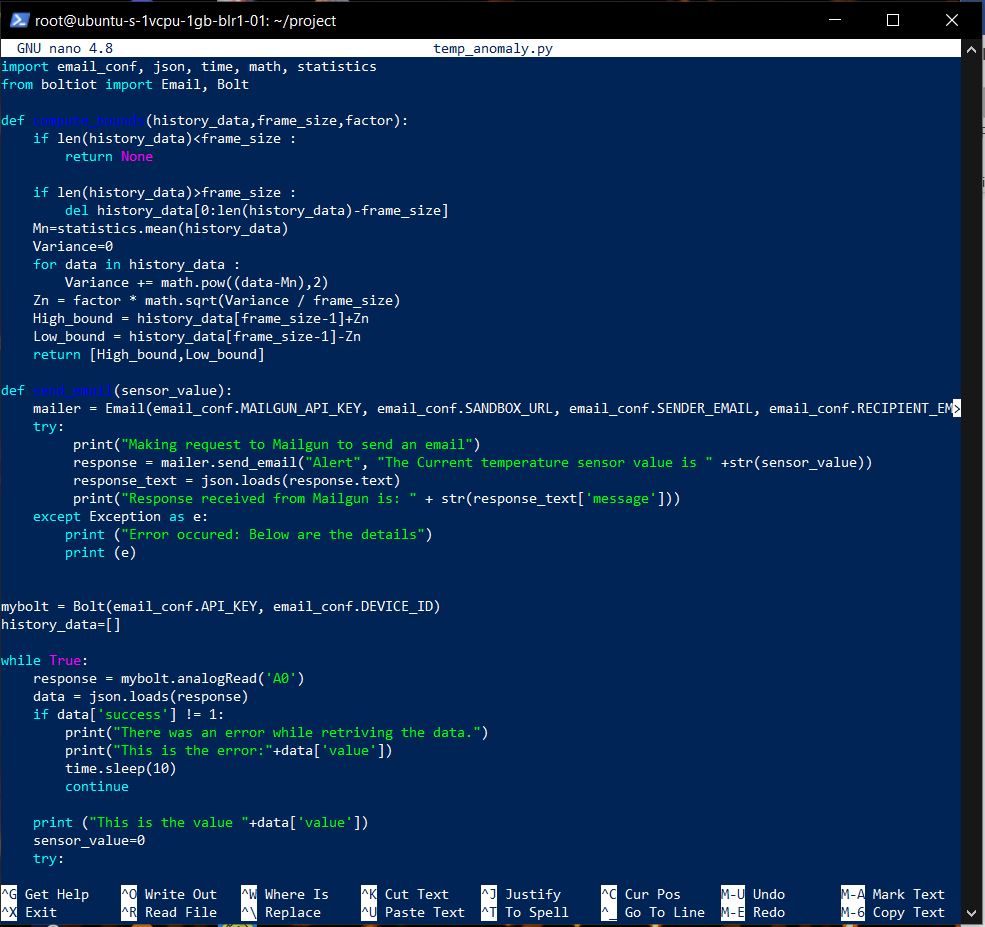 root@ubuntu-s-1vcpu-1gb-blr1-01: ~/project
GNU nano 4.8 temp_anomaly.py
import email_conf, json, time, math, statistics
from boltiot import Email, Bolt

def compute_bounds(history_data,frame_size,factor):
    if len(history_data)<frame_size :
        return None

    if len(history_data)>frame_size :
        del history_data[0:len(history_data)-frame_size]
    Mn=statistics.mean(history_data)
    Variance=0
    for data in history_data :
        Variance += math.pow((data-Mn),2)
    Zn = factor * math.sqrt(Variance / frame_size)
    High_bound = history_data[frame_size-1]+Zn
    Low_bound = history_data[frame_size-1]-Zn
    return [High_bound,Low_bound]

def send_email(sensor_value):
    mailer = Email(email_conf.MAILGUN_API_KEY, email_conf.SANDBOX_URL, email_conf.SENDER_EMAIL, email_conf.RECIPIENT_EM>
    try:
         print("Making request to Mailgun to send an email")
         response = mailer.send_email("Alert", "The Current temperature sensor value is " +str(sensor_value))
         response_text = json.loads(response.text)
         print("Response received from Mailgun is: " + str(response_text['message']))
    except Exception as e:
        print ("Error occured: Below are the details")
        print (e)


mybolt = Bolt(email_conf.API_KEY, email_conf.DEVICE_ID)
history_data=[]

while True:
    response = mybolt.analogRead('A0')
    data = json.loads(response)
    if data['success'] != 1:
        print("There was an error while retriving the data.")
        print("This is the error:"+data['value'])
        time.sleep(10)
        continue

    print ("This is the value "+data['value'])
    sensor_value=0
    try:

^G Get Help ^O Write Out ^W Where Is ^K Cut Text ^J Justify ^C Cur Pos M-U Undo M-A Mark Text
^X Exit ^R Read File ^\ Replace ^U Paste Text ^T To Spell ^_ Go To Line M-E Redo M-6 Copy Text